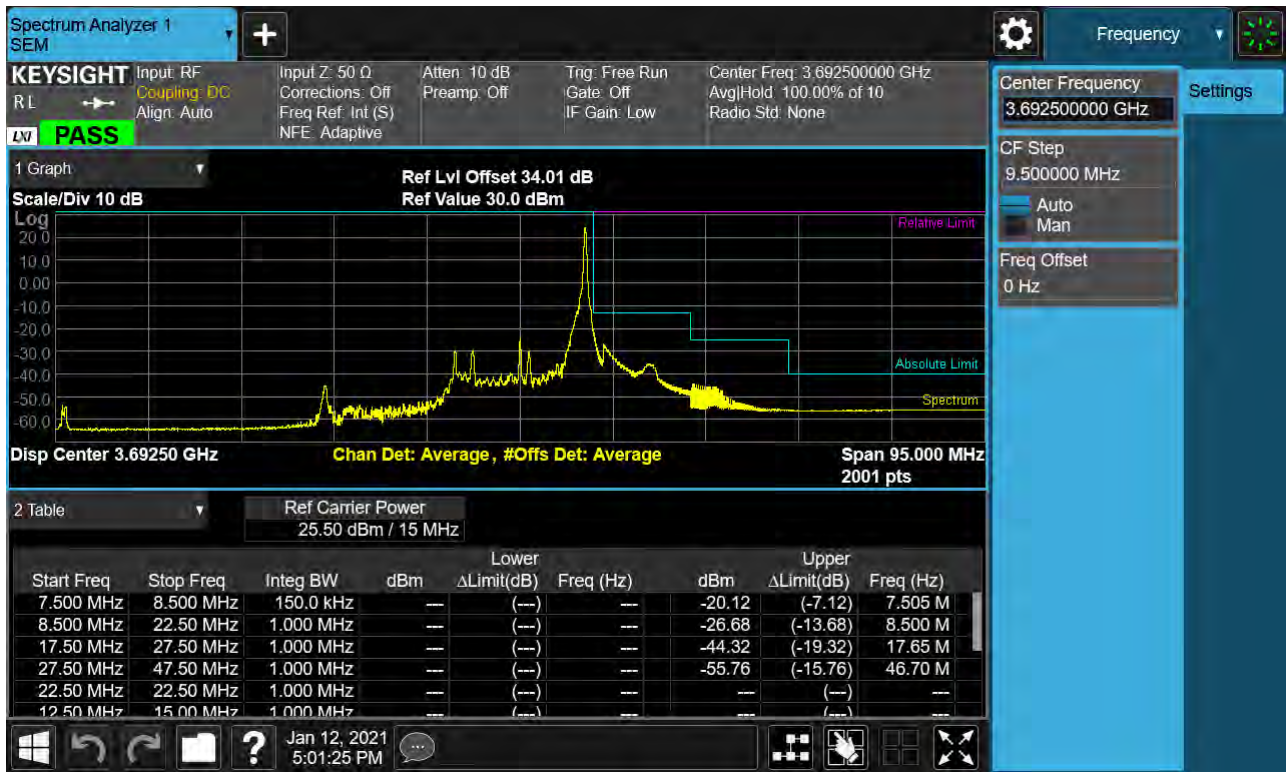 Spectrum Analyzer 1
SEM
+
Frequency
KEYSIGHT
RL
LXI
PASS
Input: RF
Coupling: DC
Align: Auto
Input Z: 50 Ω
Corrections: Off
Freq Ref: Int (S)
NFE: Adaptive
Atten: 10 dB
Preamp: Off
Trig: Free Run
Gate: Off
IF Gain: Low
Center Freq: 3.692500000 GHz
Avg|Hold: 100.00% of 10
Radio Std: None
Center Frequency
3.692500000 GHz
Settings
CF Step
9.500000 MHz
Auto
Man
Freq Offset
0 Hz
1 Graph
Scale/Div 10 dB
Ref Lvl Offset 34.01 dB
Ref Value 30.0 dBm
Log
20.0
10.0
0.00
-10.0
-20.0
-30.0
-40.0
-50.0
-60.0
Relative Limit
Absolute Limit
Spectrum
Disp Center 3.69250 GHz Chan Det: Average, #Offs Det: Average Span 95.000 MHz
2001 pts
2 Table Ref Carrier Power
25.50 dBm / 15 MHz
Lower Upper
Start Freq Stop Freq Integ BW dBm ΔLimit(dB) Freq (Hz) dBm ΔLimit(dB) Freq (Hz)
7.500 MHz 8.500 MHz 150.0 kHz --- (---) --- -20.12 (-7.12) 7.505 M
8.500 MHz 22.50 MHz 1.000 MHz --- (---) --- -26.68 (-13.68) 8.500 M
17.50 MHz 27.50 MHz 1.000 MHz --- (---) --- -44.32 (-19.32) 17.65 M
27.50 MHz 47.50 MHz 1.000 MHz --- (---) --- -55.76 (-15.76) 46.70 M
22.50 MHz 22.50 MHz 1.000 MHz --- (---) --- --- (---) ---
12.50 MHz 15.00 MHz 1.000 MHz --- (---) --- --- (---) ---
? Jan 12, 2021
5:01:25 PM